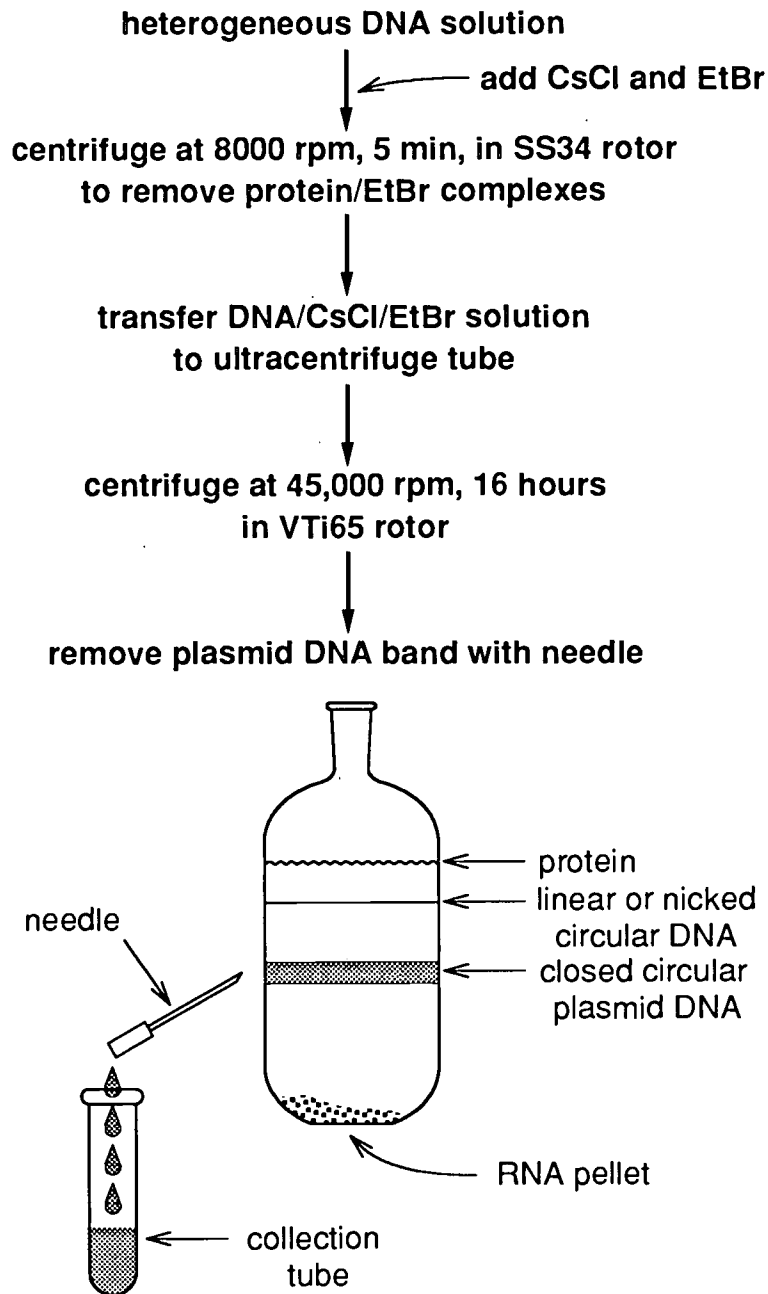 heterogeneous DNA solution
add CsCl and EtBr
centrifuge at 8000 rpm, 5 min, in SS34 rotor
to remove protein/EtBr complexes
transfer DNA/CsCl/EtBr solution
to ultracentrifuge tube
centrifuge at 45,000 rpm, 16 hours
in VTi65 rotor
remove plasmid DNA band with needle
protein
linear or nicked
circular DNA
closed circular
plasmid DNA
needle
RNA pellet
collection
tube